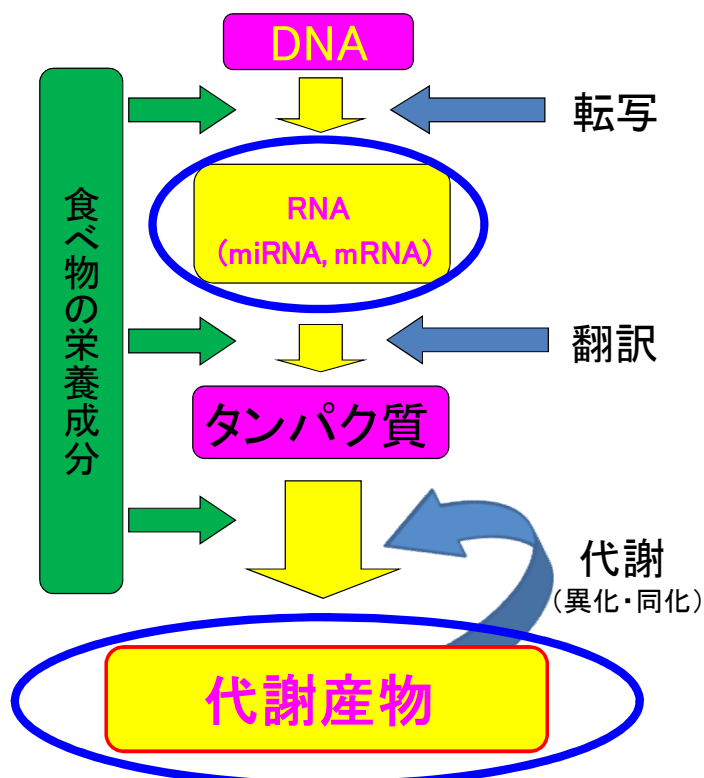 DNA
転写
RNA
(miRNA, mRNA)
食べ物の栄養成分
翻訳
タンパク質
代謝
(異化・同化)
代謝産物